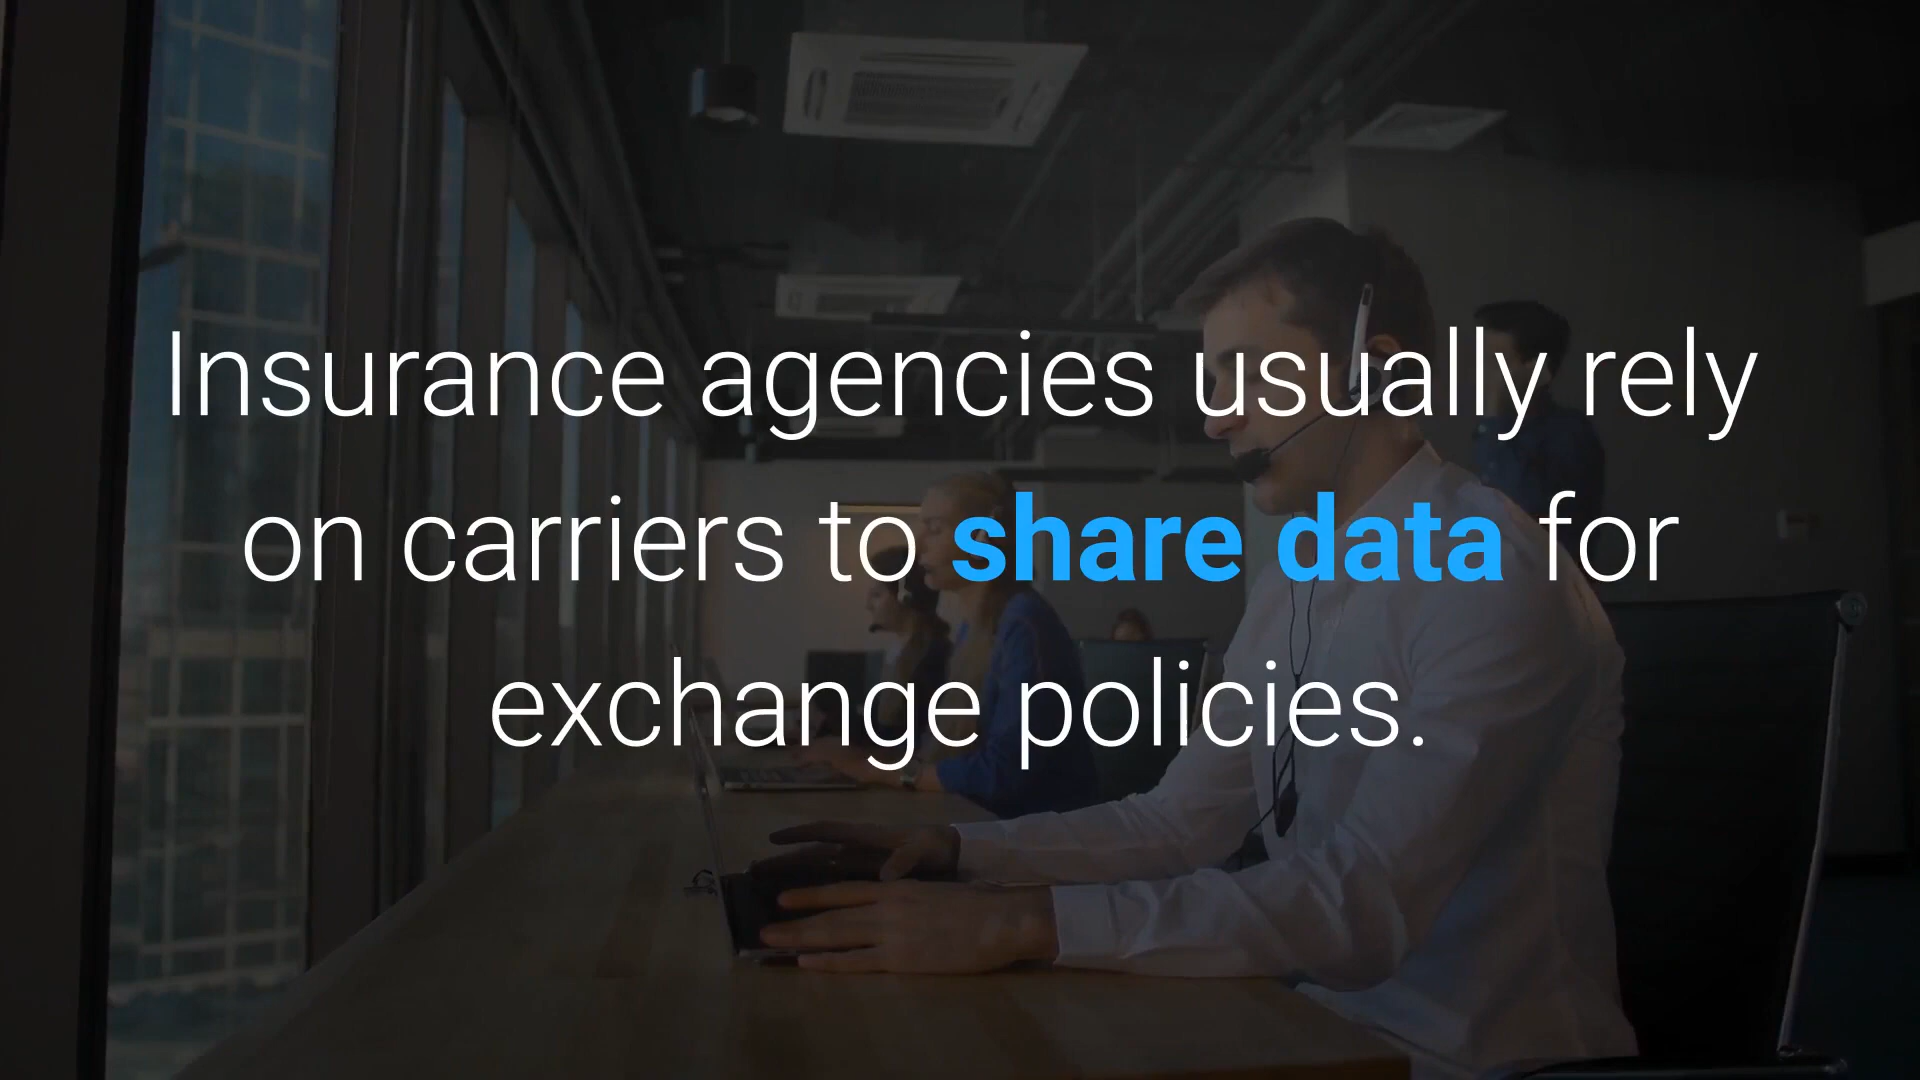 Insurance agencies usually rely
on carriers to share data for
exchange policies.